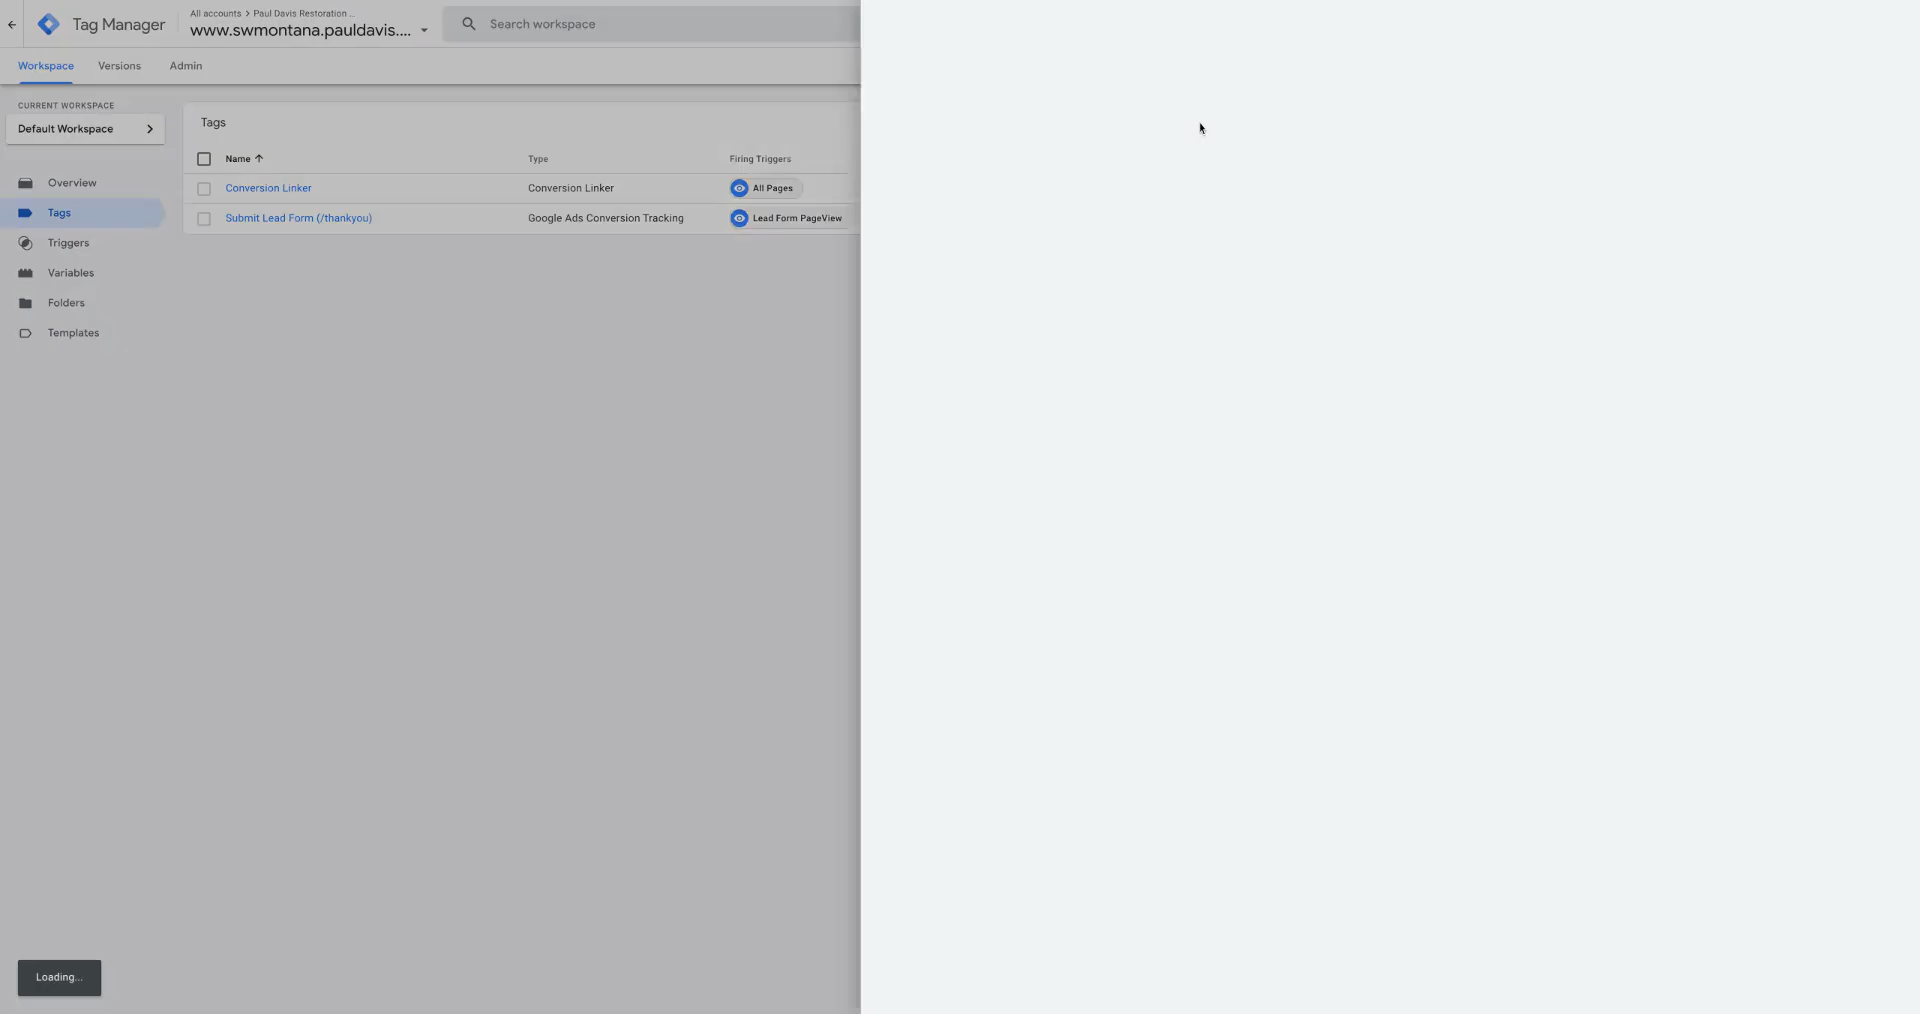 Tag Manager
All accounts > Paul Davis Restoration ...
www.swmontana.pauldavis....
Search workspace
Workspace
Versions
Admin
CURRENT WORKSPACE
Default Workspace
Overview
Tags
Triggers
Variables
Folders
Templates
Tags
Name
Type
Firing Triggers
Conversion Linker
Conversion Linker
All Pages
Submit Lead Form (/thankyou)
Google Ads Conversion Tracking
Lead Form PageView
Loading...